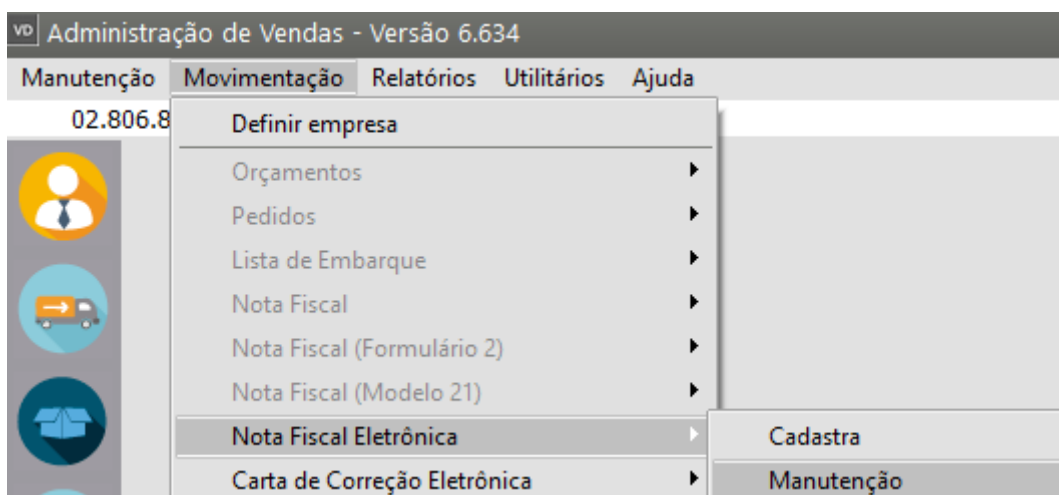 VD Administração de Vendas - Versão 6.634
Manutenção Movimentação Relatórios Utilitários Ajuda
02.806.8
Definir empresa
Orçamentos
Pedidos
Lista de Embarque
Nota Fiscal
Nota Fiscal (Formulário 2)
Nota Fiscal (Modelo 21)
Nota Fiscal Eletrônica Cadastra
Carta de Correção Eletrônica Manutenção